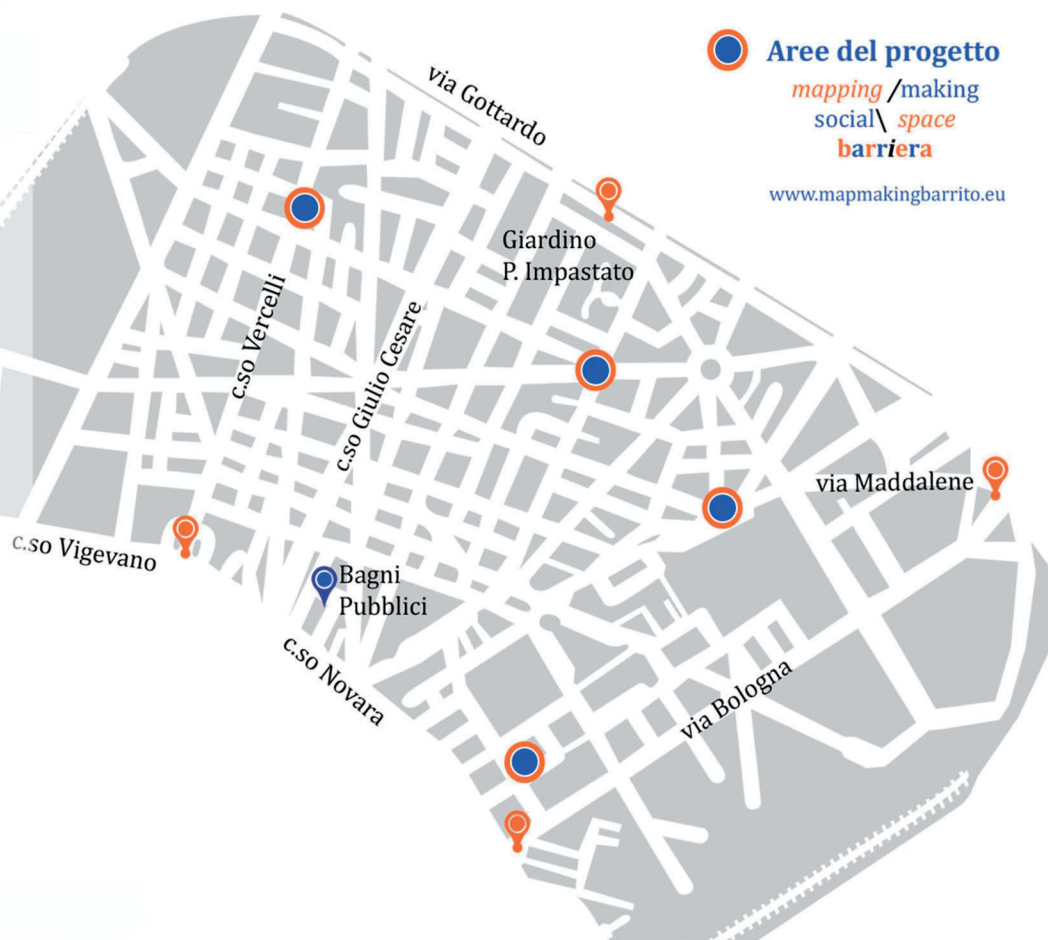 Aree del progetto
mapping /making
social\ space
barriera
www.mapmakingbarrito.eu
via Gottardo
Giardino
P. Impastato
c.so Vercelli
c.so Giulio Cesare
via Maddalene
c.so Vigevano
Bagni
Pubblici
c.so Novara
via Bologna